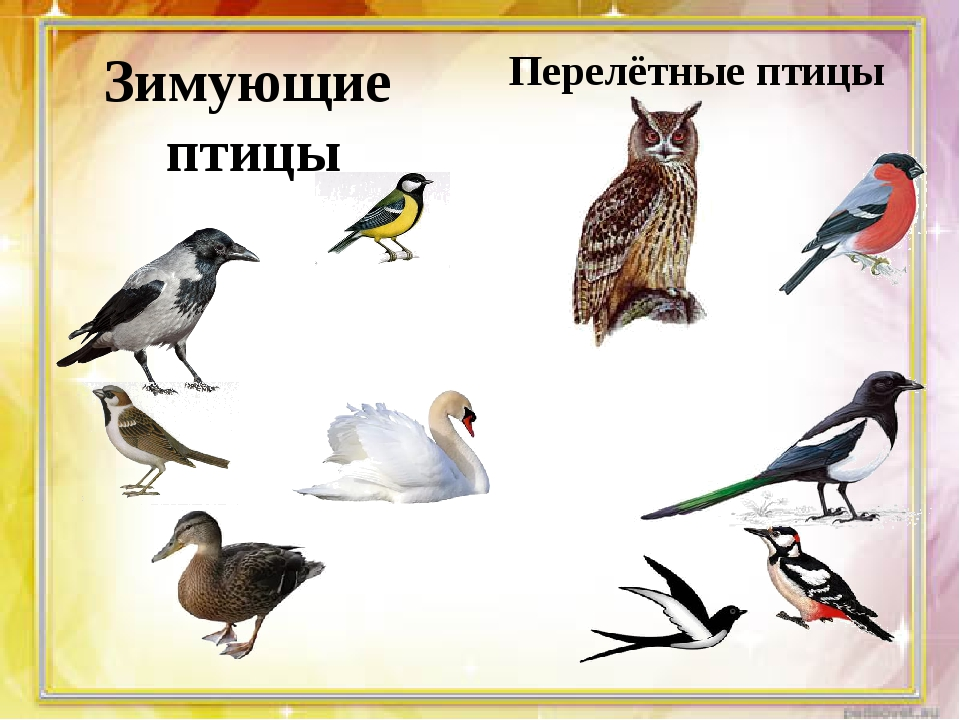 Зимующие
птицы
Перелётные птицы